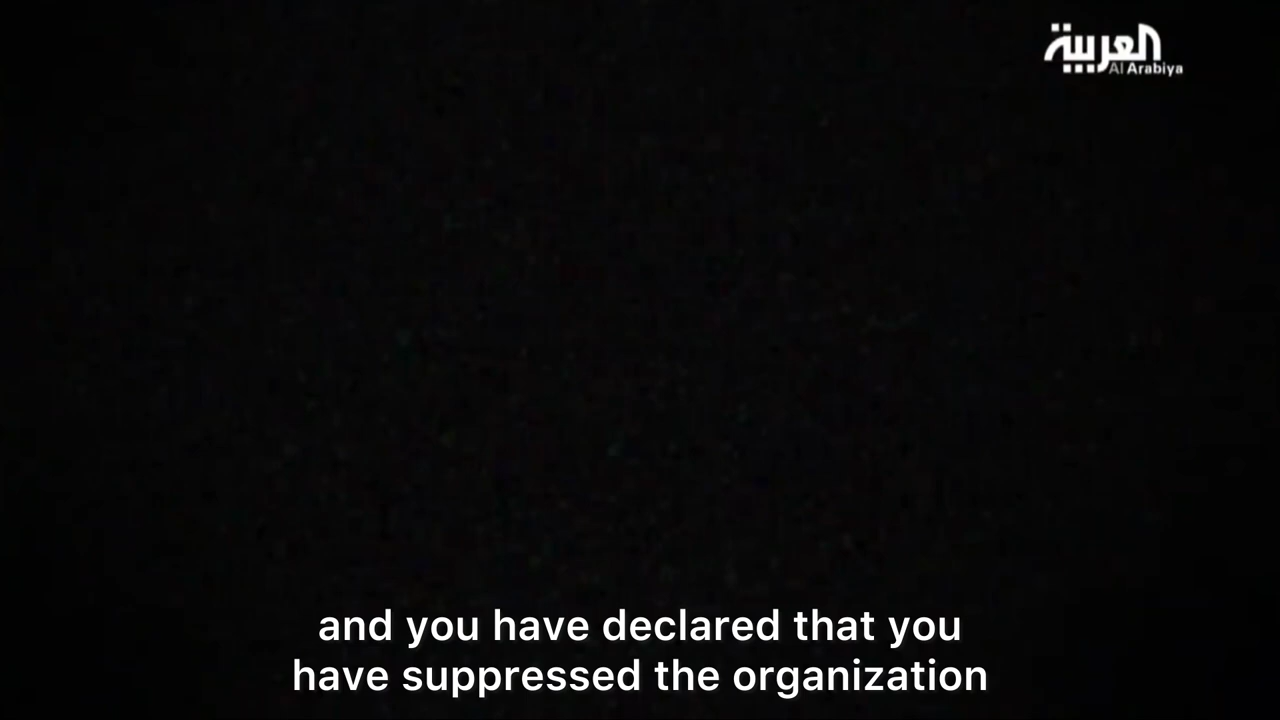 العربية
Al Arabiya
and you have declared that you
have suppressed the organization